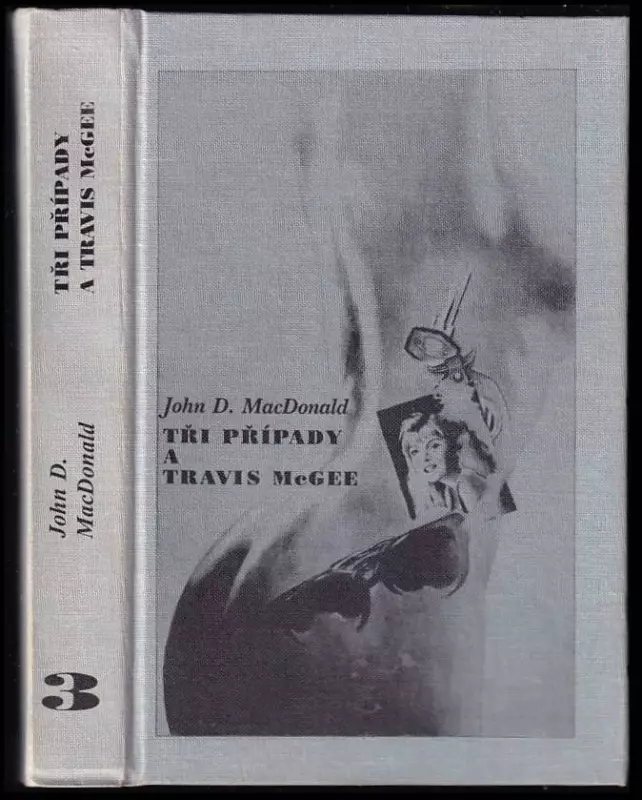 TŘI PŘÍPADY
A TRAVIS McGEE
John D.
MacDonald
3
John D. MacDonald
TŘI PŘÍPADY
A
TRAVIS McGEE